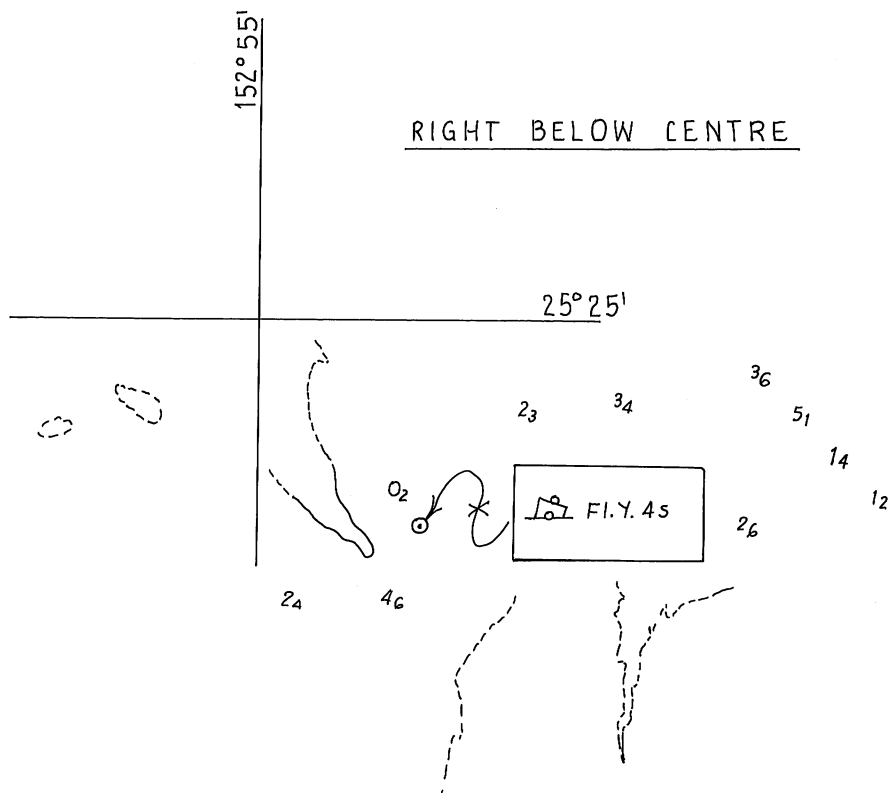 152° 55'
RIGHT BELOW CENTRE
25° 25'
3₆
2₃ 3₄ 5₁
1₄
0₂ Fl.Y. 4s 2₆ 1₂
2₄ 4₆